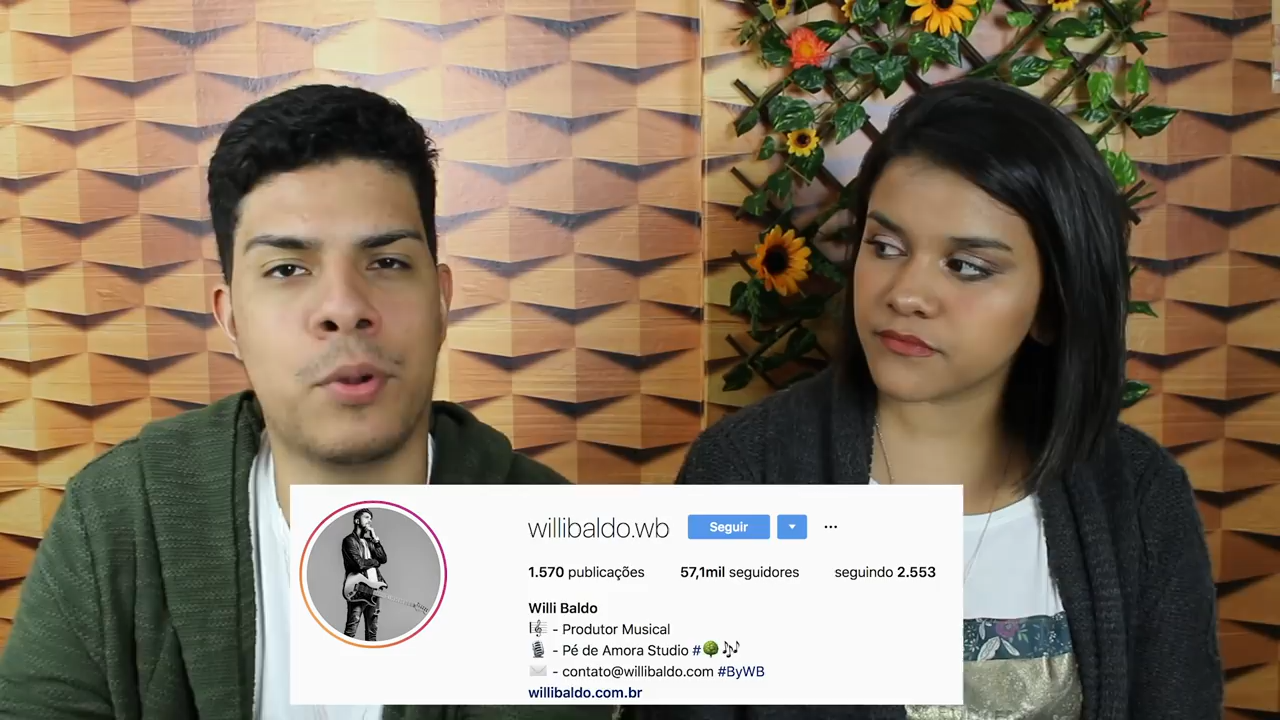 willibaldo.wb Seguir ...
1.570 publicações 57,1mil seguidores seguindo 2.553
Willi Baldo
🎼 - Produtor Musical
🎙 - Pé de Amora Studio #🌳🎶
✉ - contato@willibaldo.com #ByWB
willibaldo.com.br